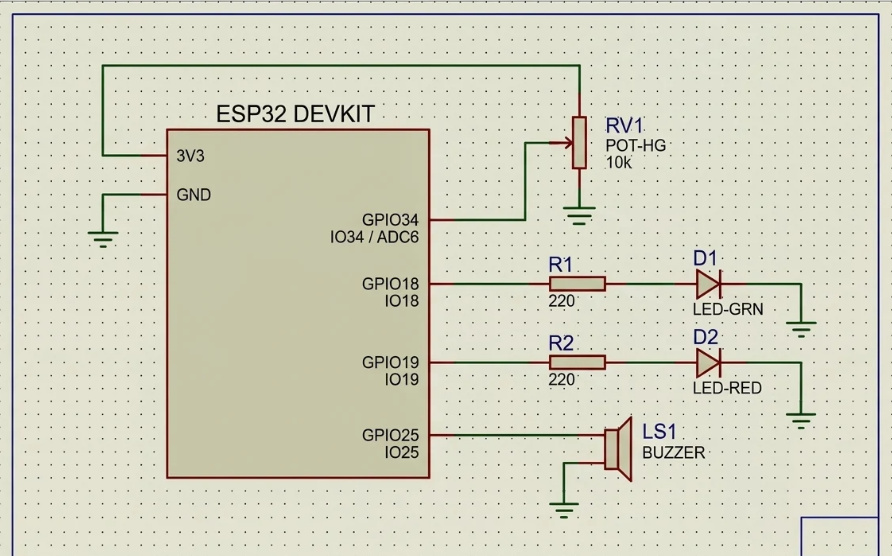 ESP32 DEVKIT
3V3
GND
GPIO34
IO34 / ADC6
GPIO18
IO18
GPIO19
IO19
GPIO25
IO25
RV1
POT-HG
10k
R1
220
D1
LED-GRN
R2
220
D2
LED-RED
LS1
BUZZER